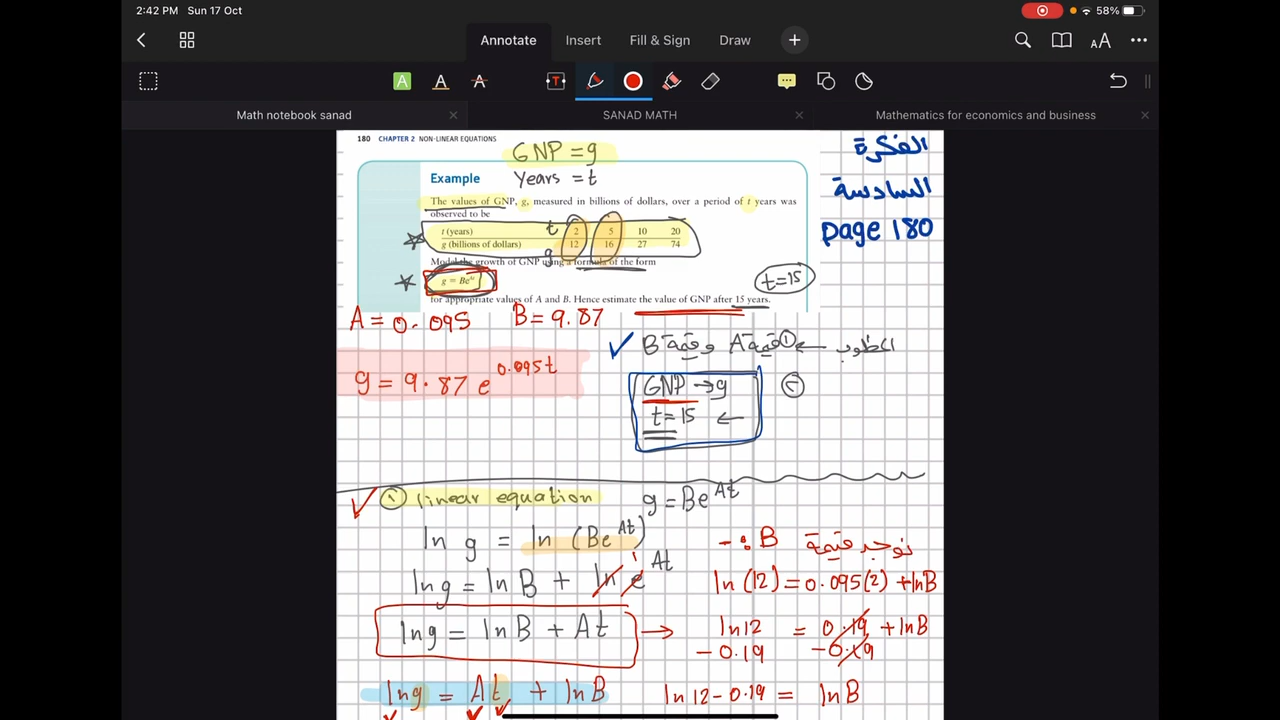 2:42 PM Sun 17 Oct
58%
Annotate Insert Fill & Sign Draw
Math notebook sanad
SANAD MATH
Mathematics for economics and business
180 CHAPTER 2 NON-LINEAR EQUATIONS
GNP = g
Years = t
Example
The values of GNP, g, measured in billions of dollars, over a period of t years was
observed to be
t (years) t 2 5 10 20
g (billions of dollars) g 12 16 27 74
Model the growth of GNP using a formula of the form
g = Be^At
t=15
for appropriate values of A and B. Hence estimate the value of GNP after 15 years.
الفكرة
السادسة
page 180
A = 0.095 B = 9.87
g = 9.87 e^0.095t
المطلوب ← ① قيمة A وقيمة B
② GNP → g
t = 15 ←
① linear equation g = Be^At
ln g = ln (Be^At)
ln g = ln B + ln e^At
ln g = ln B + At →
ln g = At + ln B
نوجد قيمة B :-
ln (12) = 0.095(2) + ln B
ln 12 = 0.19 + ln B
-0.19 -0.19
ln 12 - 0.19 = ln B